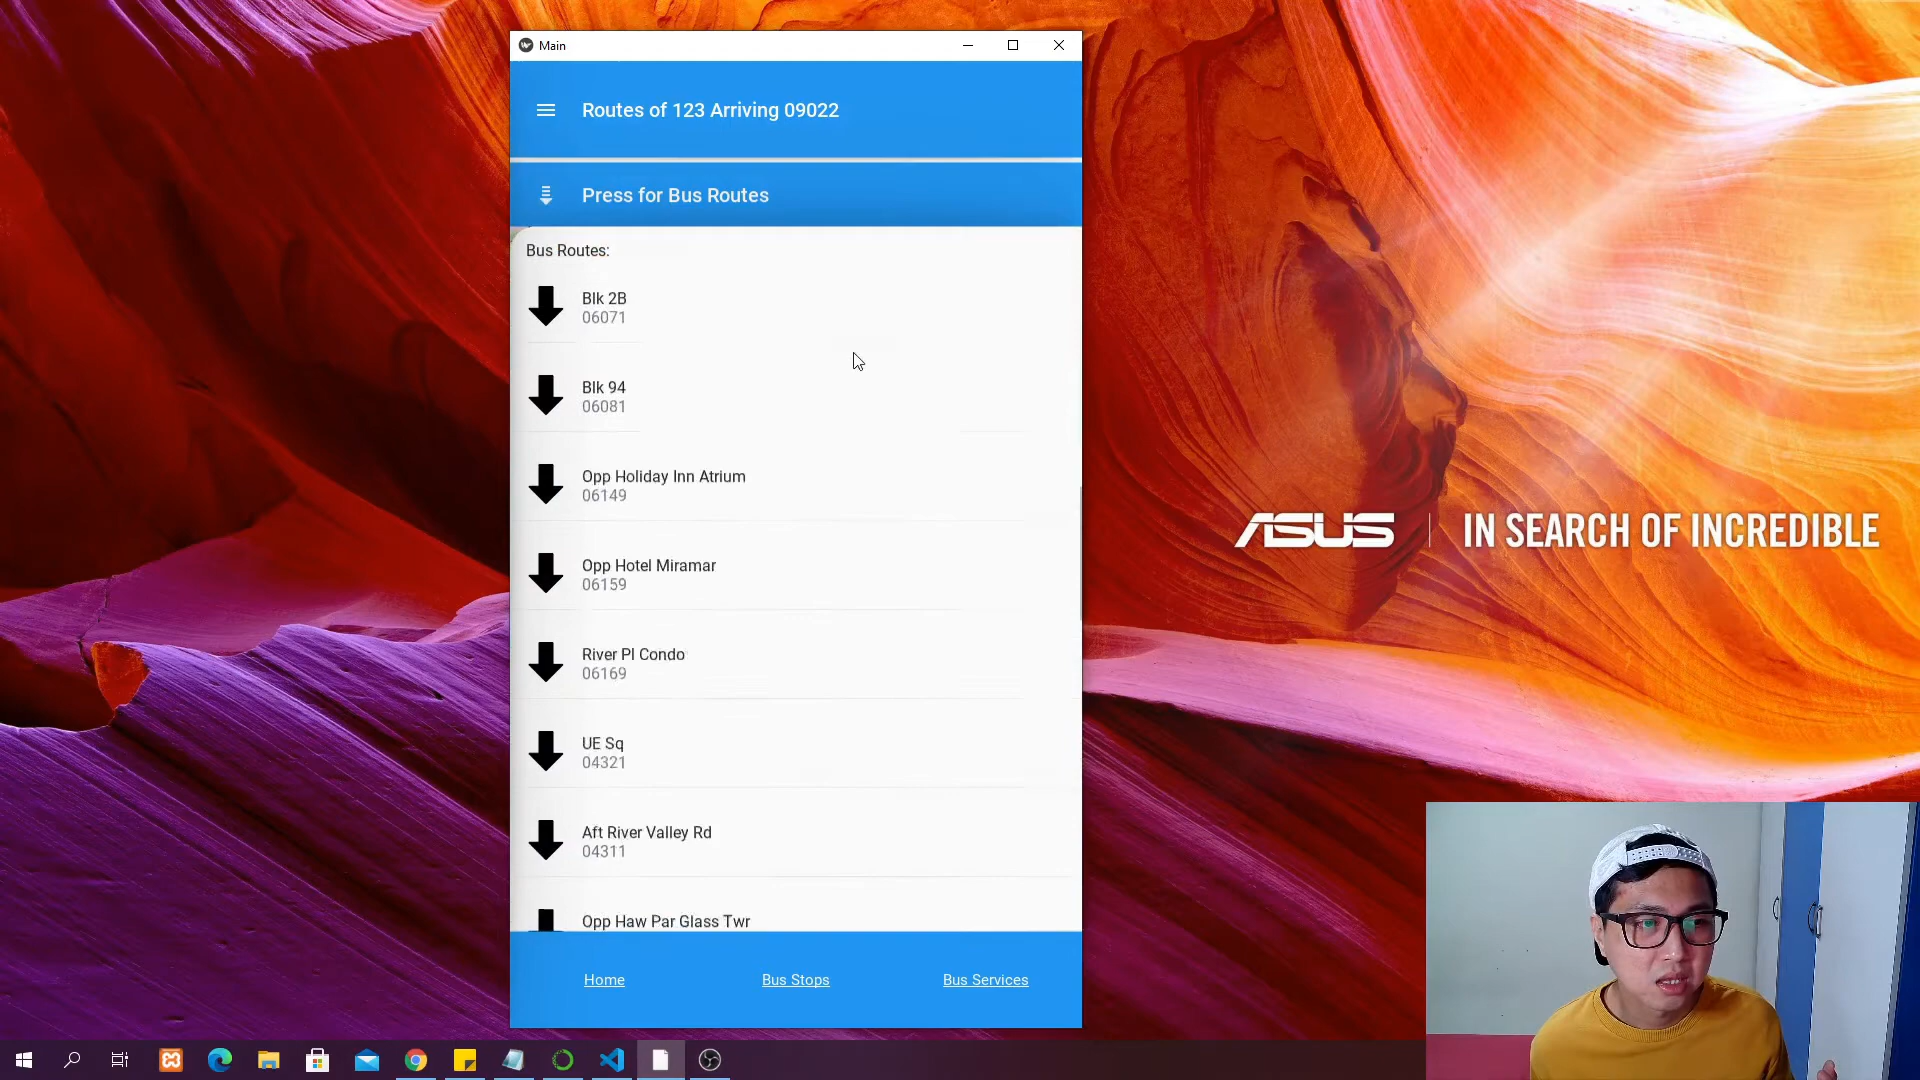 Main
Routes of 123 Arriving 09022
Press for Bus Routes
Bus Routes:
Blk 2B
06071
Blk 94
06081
Opp Holiday Inn Atrium
06149
Opp Hotel Miramar
06159
River Pl Condo
06169
UE Sq
04321
Aft River Valley Rd
04311
Opp Haw Par Glass Twr
Home
Bus Stops
Bus Services
ASUS | IN SEARCH OF INCREDIBLE